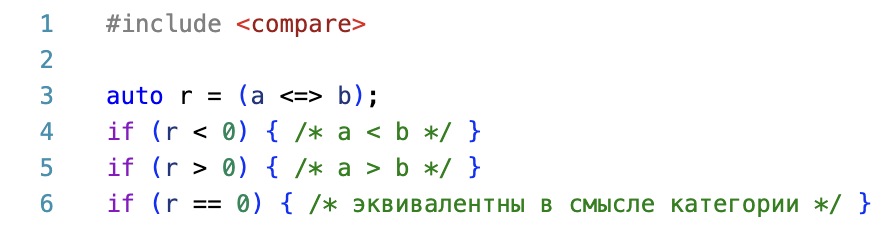 1 #include <compare>
2
3 auto r = (a <=> b);
4 if (r < 0) { /* a < b */ }
5 if (r > 0) { /* a > b */ }
6 if (r == 0) { /* эквивалентны в смысле категории */ }